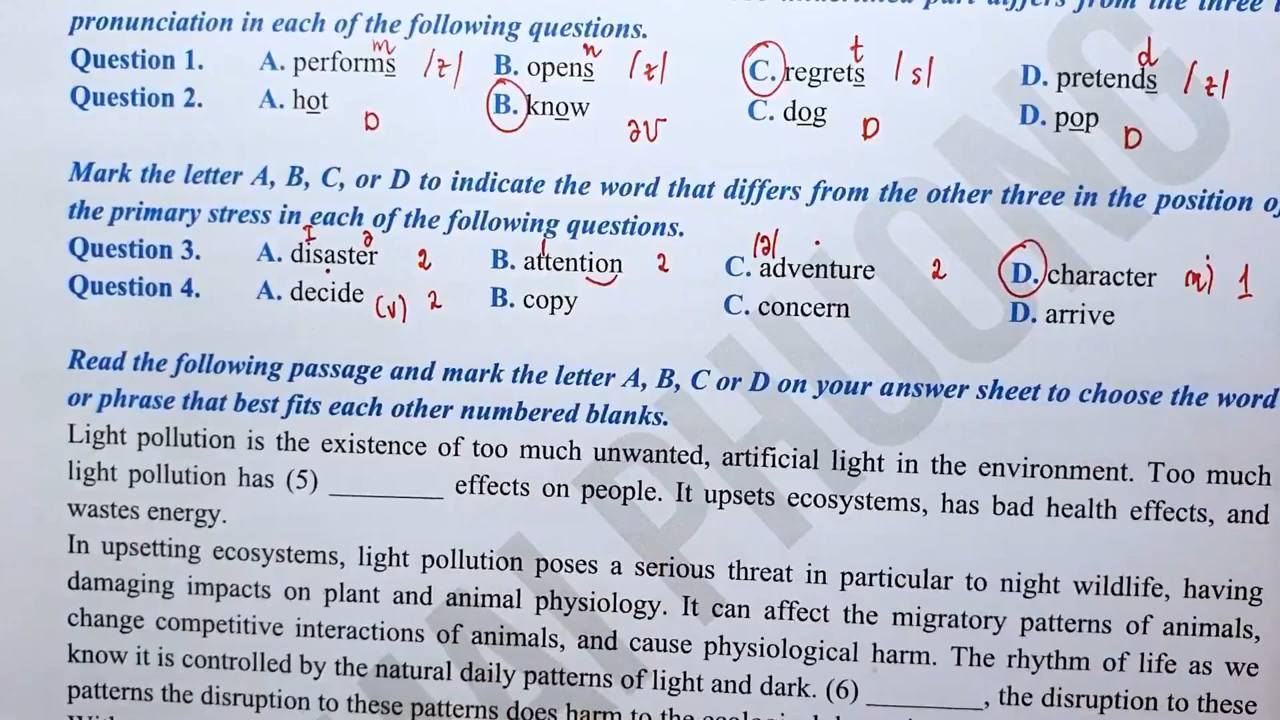 pronunciation in each of the following questions.
Question 1. A. performs /z/ B. opens /z/ C. regrets /s/ D. pretends /z/
m n t d
Question 2. A. hot B. know C. dog D. pop
ɒ əʊ ɒ ɒ
Mark the letter A, B, C, or D to indicate the word that differs from the other three in the position of
the primary stress in each of the following questions.
ɪ ə /ə/
Question 3. A. disaster 2 B. attention 2 C. adventure 2 D. character n) 1
Question 4. A. decide (v) 2 B. copy C. concern D. arrive
Read the following passage and mark the letter A, B, C or D on your answer sheet to choose the word
or phrase that best fits each other numbered blanks.
Light pollution is the existence of too much unwanted, artificial light in the environment. Too much
light pollution has (5) ________ effects on people. It upsets ecosystems, has bad health effects, and
wastes energy.
In upsetting ecosystems, light pollution poses a serious threat in particular to night wildlife, having
damaging impacts on plant and animal physiology. It can affect the migratory patterns of animals,
change competitive interactions of animals, and cause physiological harm. The rhythm of life as we
know it is controlled by the natural daily patterns of light and dark. (6) ________, the disruption to these
patterns the disruption to these patterns does harm to the
PHUONG